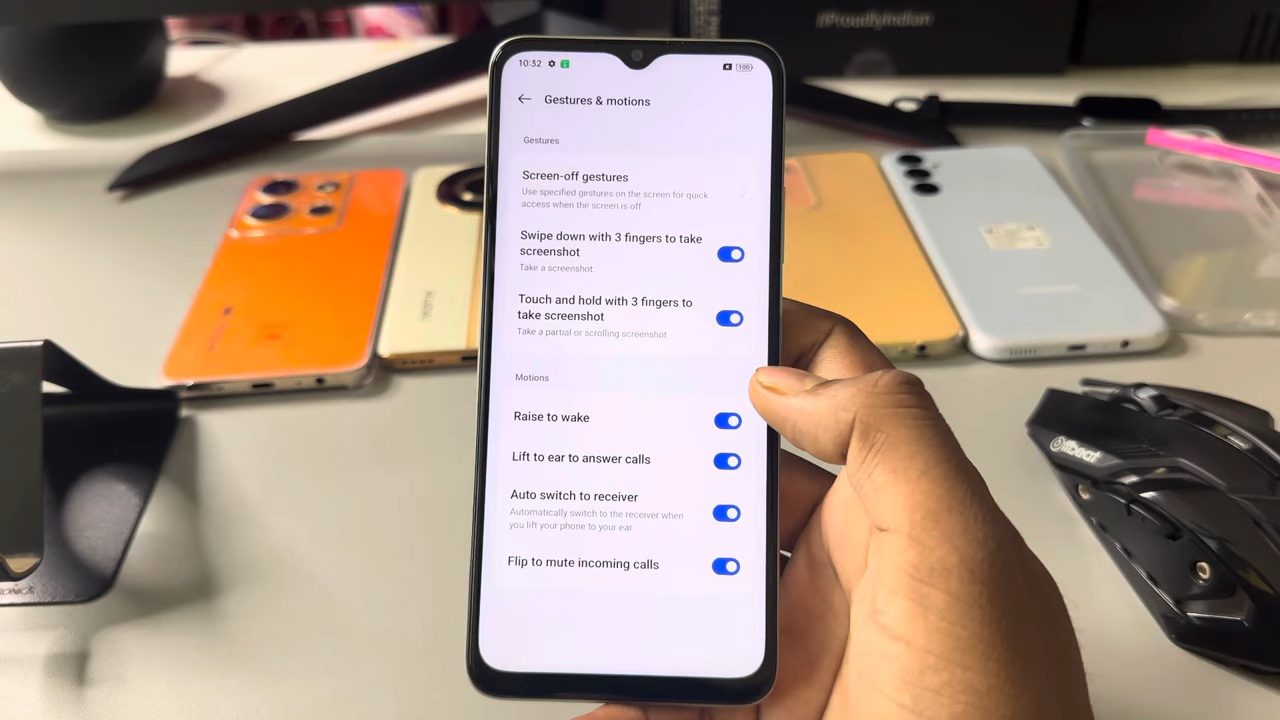 #ProudlyIndian
10:32
100
Gestures & motions
Gestures
Screen-off gestures
Use specified gestures on the screen for quick
access when the screen is off
Swipe down with 3 fingers to take
screenshot
Take a screenshot.
Touch and hold with 3 fingers to
take screenshot
Take a partial or scrolling screenshot
Motions
Raise to wake
Lift to ear to answer calls
Auto switch to receiver
Automatically switch to the receiver when
you lift your phone to your ear.
Flip to mute incoming calls
realme
Offbeat